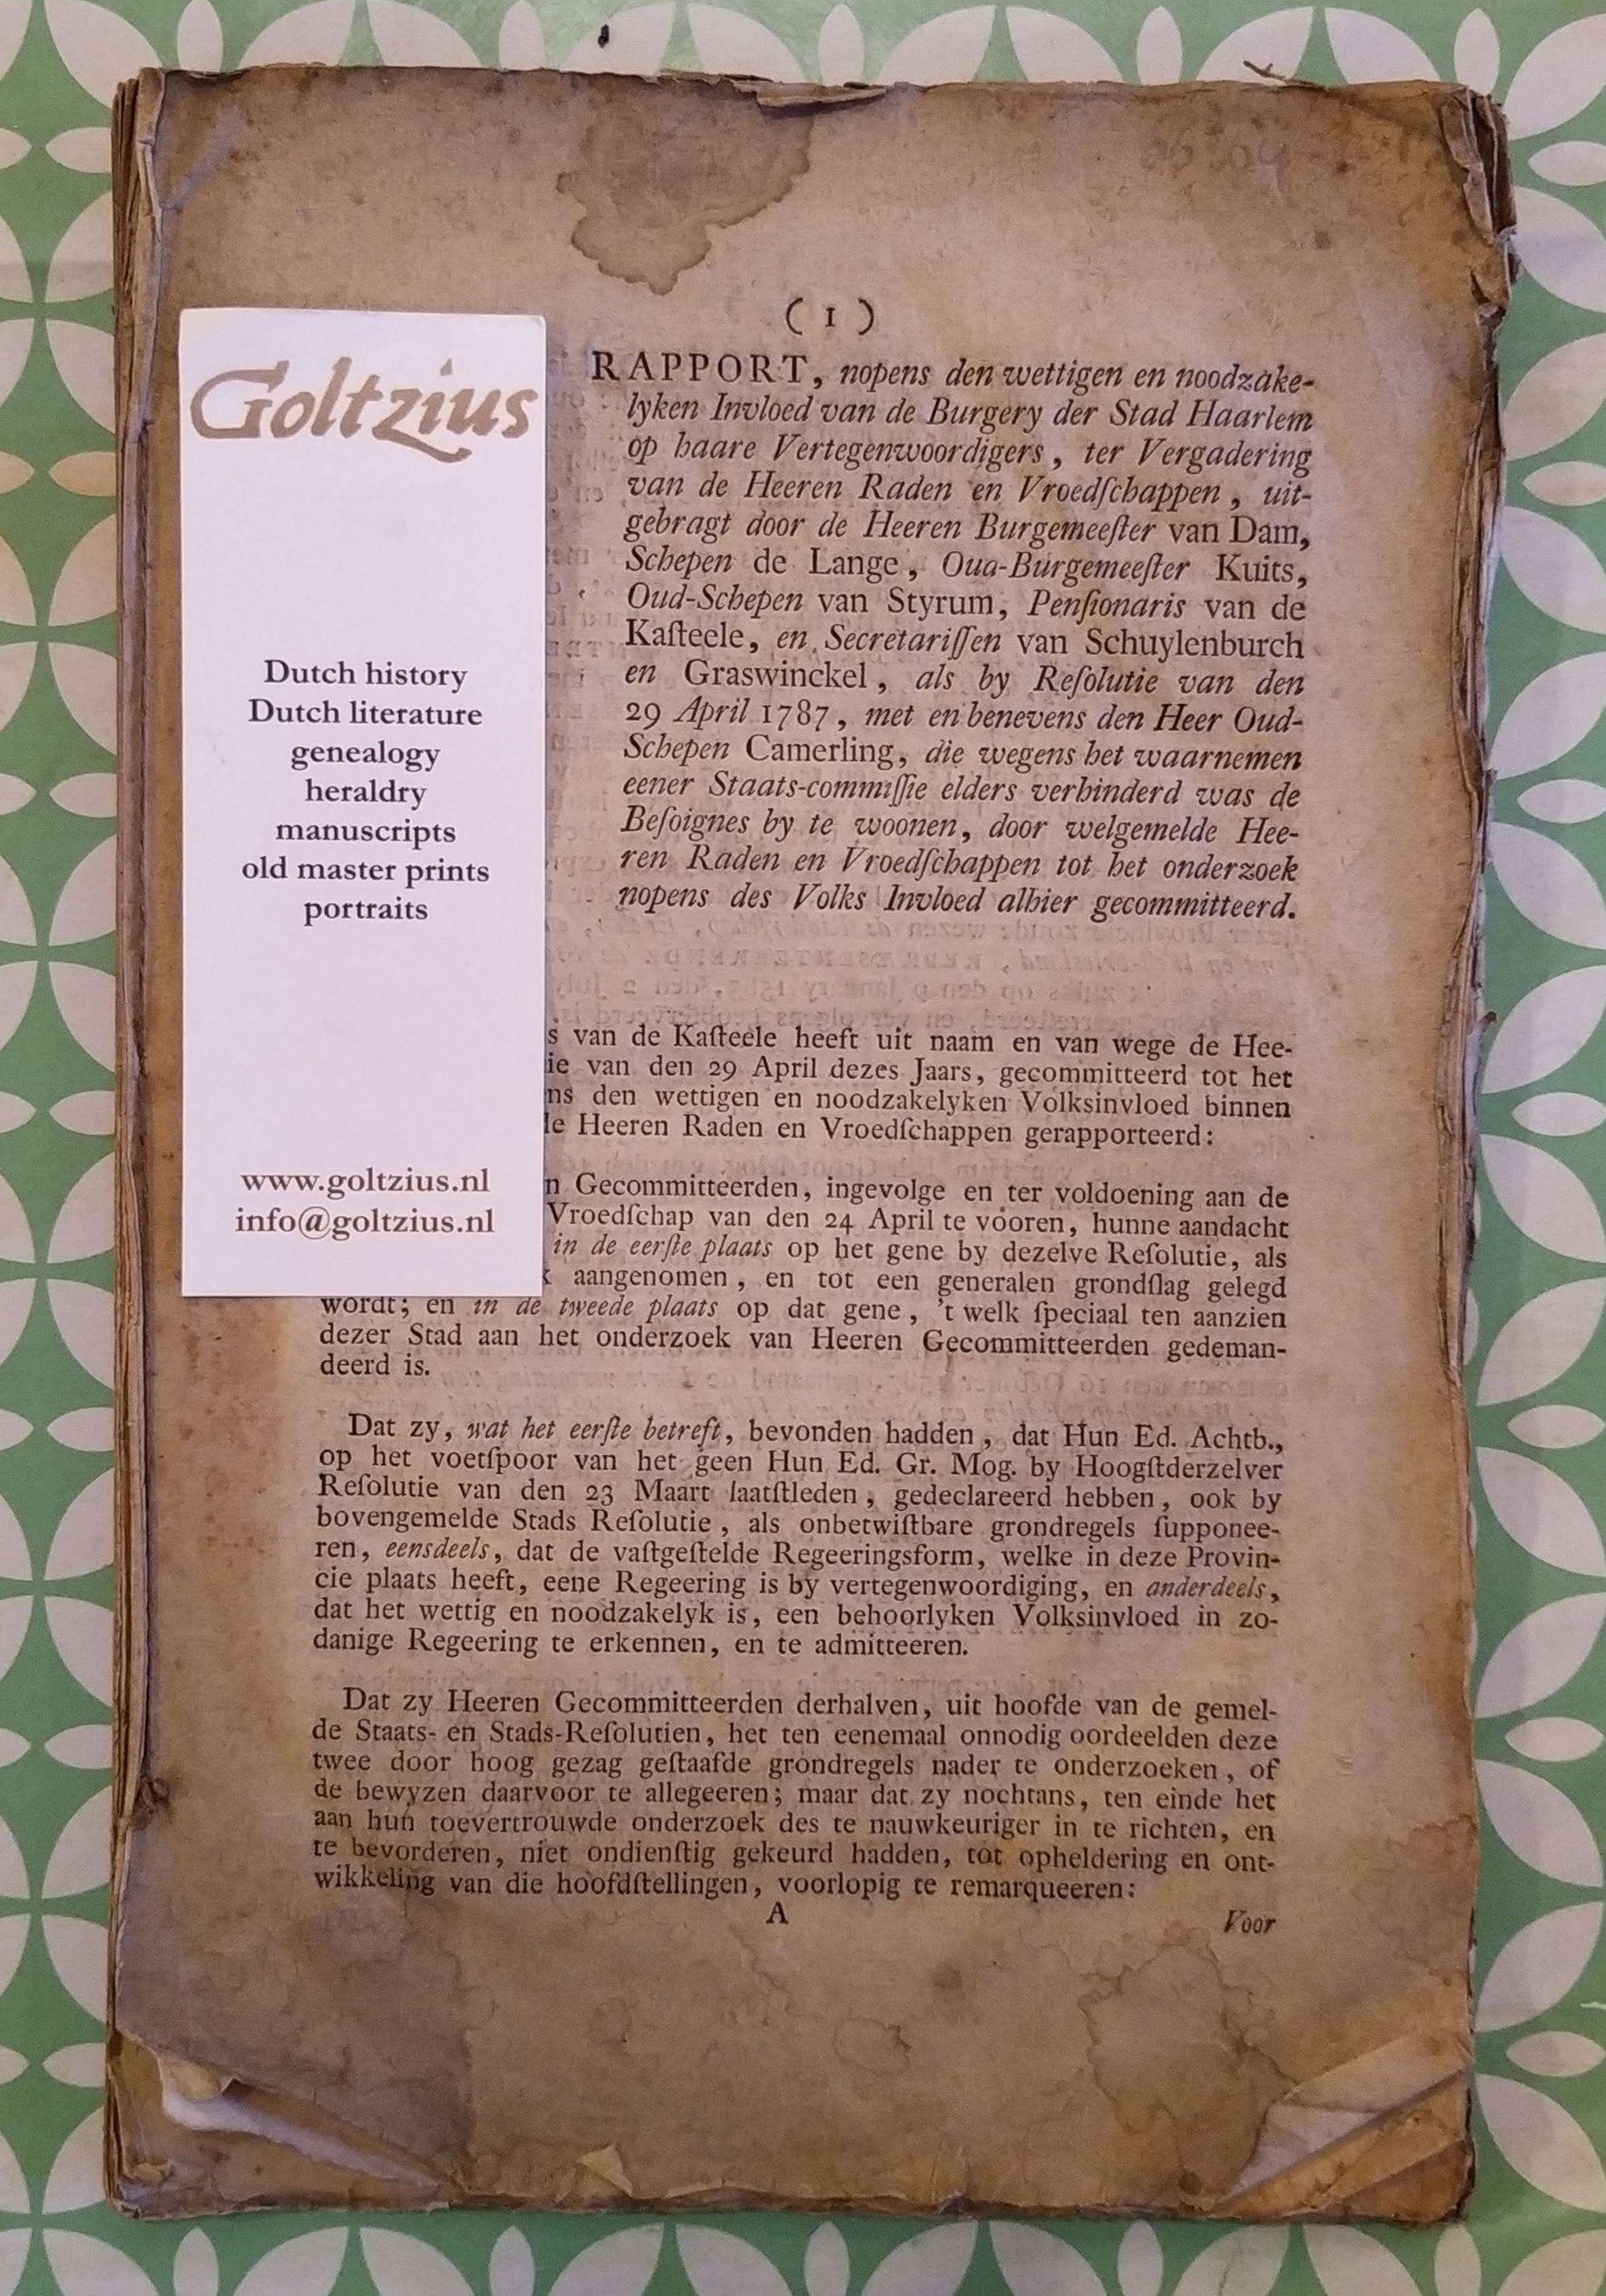 ( 1 )
RAPPORT, nopens den wettigen en noodzake-
lyken Invloed van de Burgery der Stad Haarlem
op haare Vertegenwoordigers, ter Vergadering
van de Heeren Raden en Vroedſchappen, uit-
gebragt door de Heeren Burgemeeſter van Dam,
Schepen de Lange, Oud-Burgemeeſter Kuits,
Oud-Schepen van Styrum, Penſionaris van de
Kaſteele, en Secretariſſen van Schuylenburch
en Graswinckel, als by Reſolutie van den
29 April 1787, met en benevens den Heer Oud-
Schepen Camerling, die wegens het waarnemen
eener Staats-commiſſie elders verhinderd was de
Beſoignes by te woonen, door welgemelde Hee-
ren Raden en Vroedſchappen tot het onderzoek
nopens des Volks Invloed alhier gecommitteerd.
Goltzius
Dutch history
Dutch literature
genealogy
heraldry
manuscripts
old master prints
portraits
www.goltzius.nl
info@goltzius.nl
s van de Kaſteele heeft uit naam en van wege de Hee-
ie van den 29 April dezes Jaars, gecommitteerd tot het
ns den wettigen en noodzakelyken Volksinvloed binnen
le Heeren Raden en Vroedſchappen gerapporteerd:
n Gecommitteerden, ingevolge en ter voldoening aan de
Vroedſchap van den 24 April te vooren, hunne aandacht
in de eerſte plaats op het gene by dezelve Reſolutie, als
k aangenomen, en tot een generalen grondſlag gelegd
wordt; en in de tweede plaats op dat gene, 't welk ſpeciaal ten aanzien
dezer Stad aan het onderzoek van Heeren Gecommitteerden gedeman-
deerd is.
Dat zy, wat het eerſte betreft, bevonden hadden, dat Hun Ed. Achtb.,
op het voetſpoor van het geen Hun Ed. Gr. Mog. by Hoogſtderzelver
Reſolutie van den 23 Maart laatſtleden, gedeclareerd hebben, ook by
bovengemelde Stads Reſolutie, als onbetwiſtbare grondregels ſupponee-
ren, eensdeels, dat de vaſtgeſtelde Regeeringsform, welke in deze Provin-
cie plaats heeft, eene Regeering is by vertegenwoordiging, en anderdeels,
dat het wettig en noodzakelyk is, een behoorlyken Volksinvloed in zo-
danige Regeering te erkennen, en te admitteeren.
Dat zy Heeren Gecommitteerden derhalven, uit hoofde van de gemel-
de Staats- en Stads-Reſolutien, het ten eenemaal onnodig oordeelden deze
twee door hoog gezag geſtaafde grondregels nader te onderzoeken, of
de bewyzen daarvoor te allegeeren; maar dat zy nochtans, ten einde het
aan hun toevertrouwde onderzoek des te nauwkeuriger in te richten, en
te bevorderen, niet ondienſtig gekeurd hadden, tot opheldering en ont-
wikkeling van die hoofdſtellingen, voorlopig te remarqueeren:
A
Voor